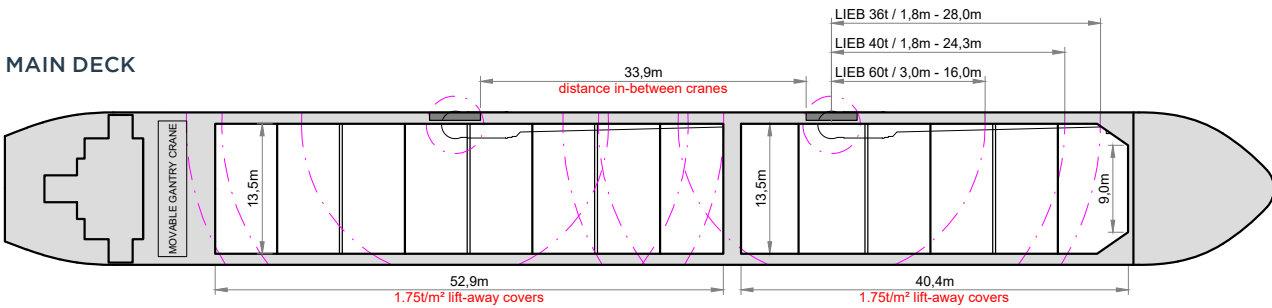 LIEB 36t / 1,8m - 28,0m
LIEB 40t / 1,8m - 24,3m
MAIN DECK
33,9m
LIEB 60t / 3,0m - 16,0m
distance in-between cranes
MOVABLE GANTRY CRANE
13,5m
13,5m
9,0m
52,9m
40,4m
1.75t/m² lift-away covers
1.75t/m² lift-away covers